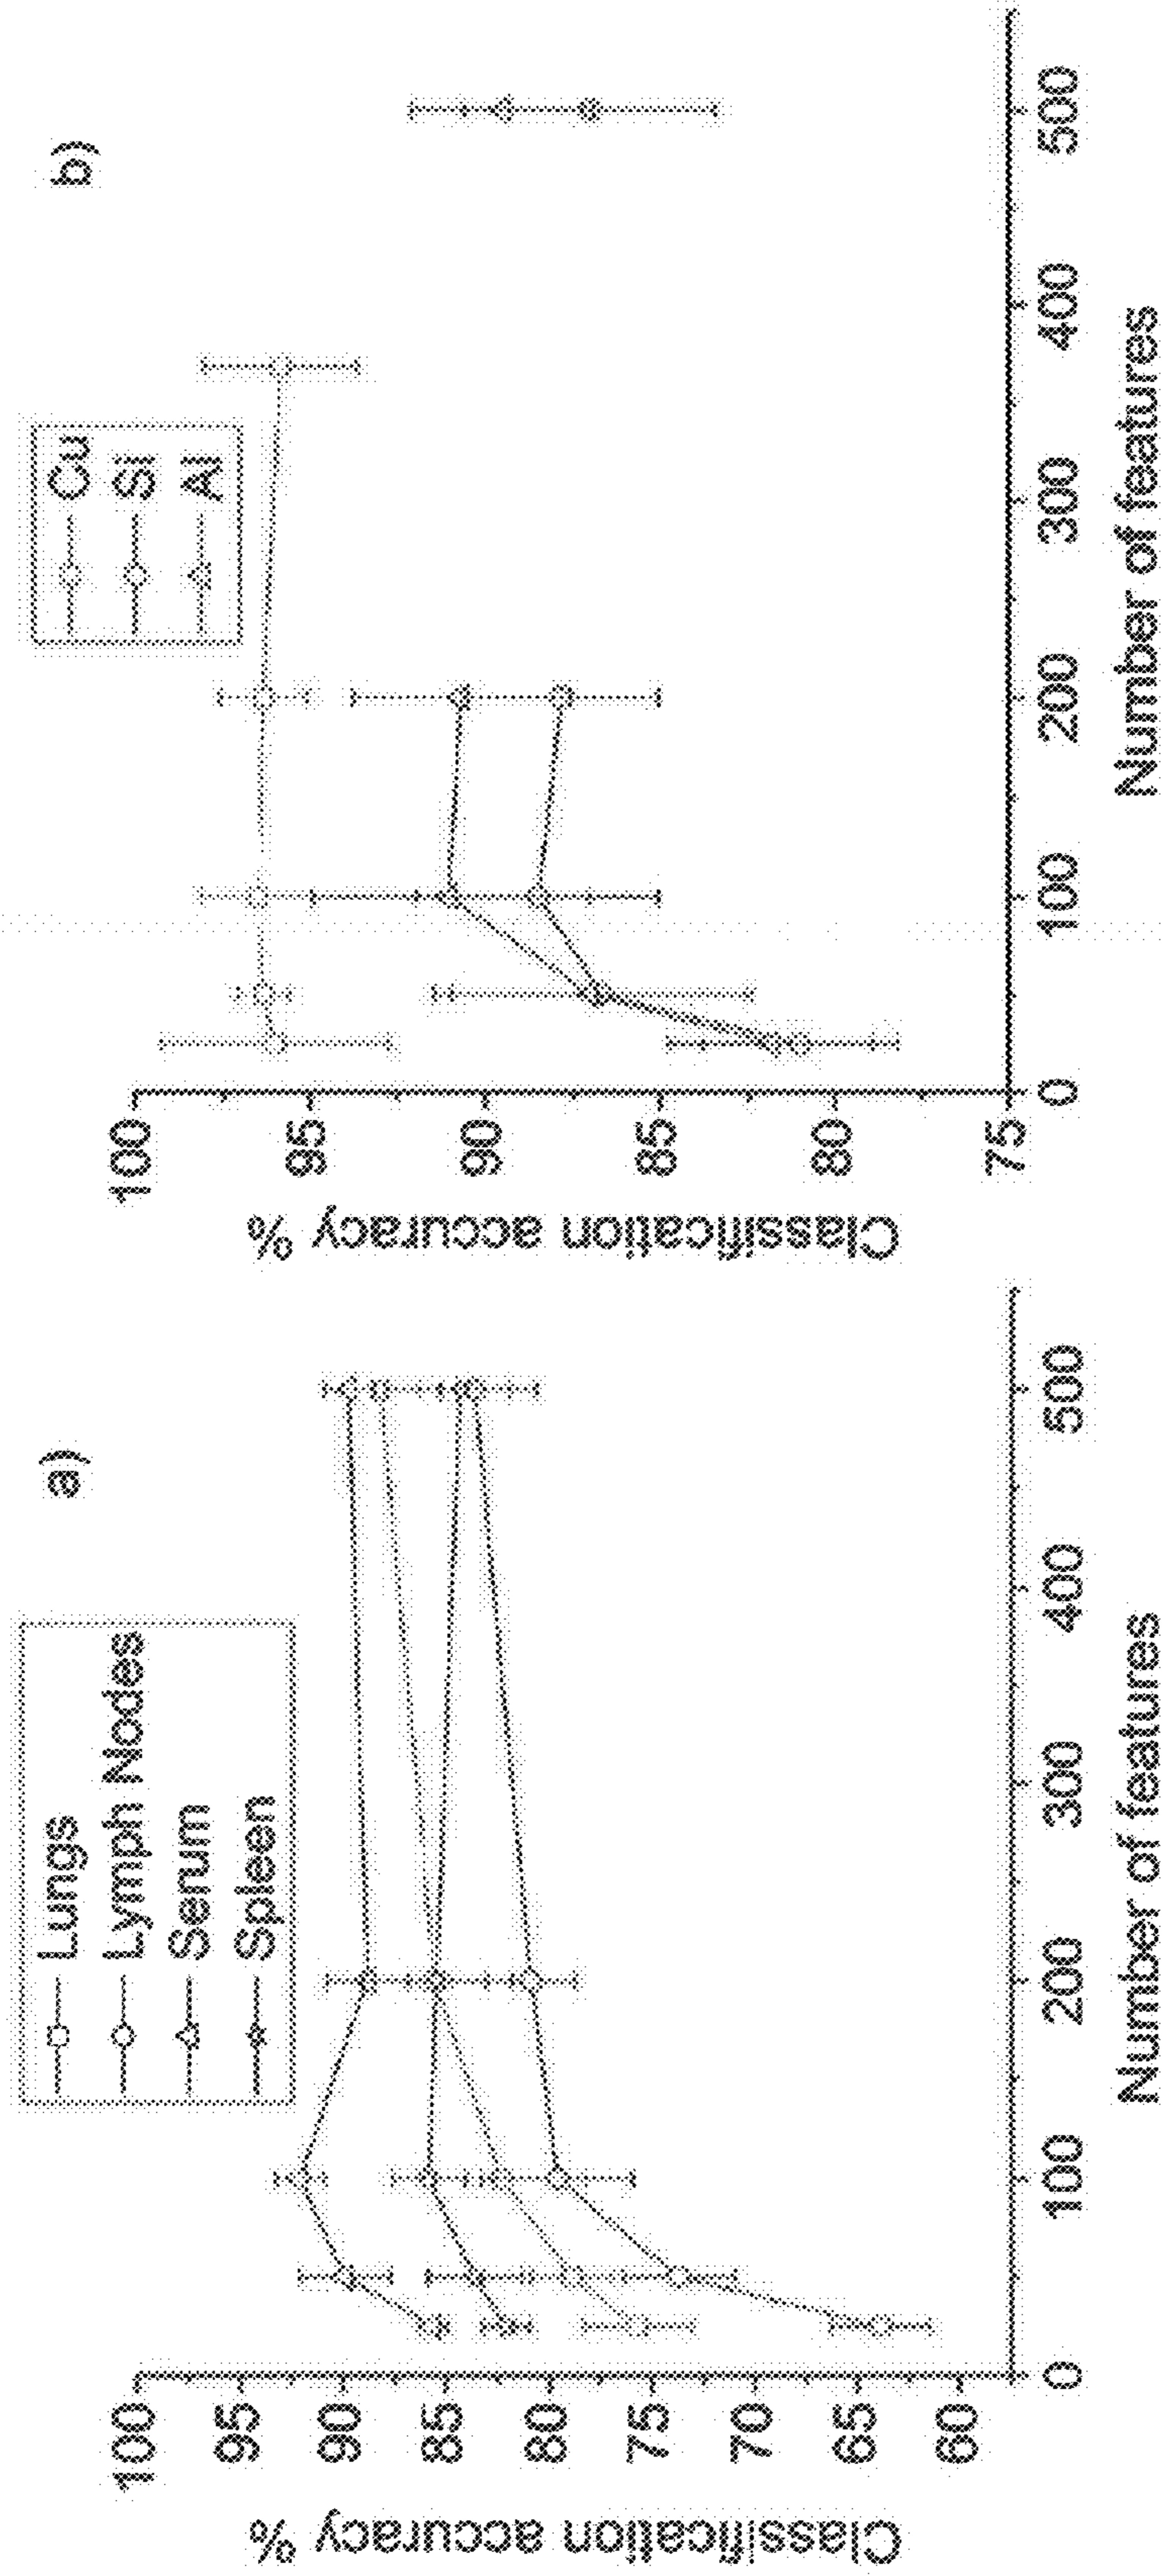 a)
Lungs
Lymph Nodes
Serum
Spleen
Classification accuracy %
100
95
90
85
80
75
70
65
60
0
100
200
300
400
500
Number of features
b)
Cu
Si
Al
Classification accuracy %
100
95
90
85
80
75
0
100
200
300
400
500
Number of features